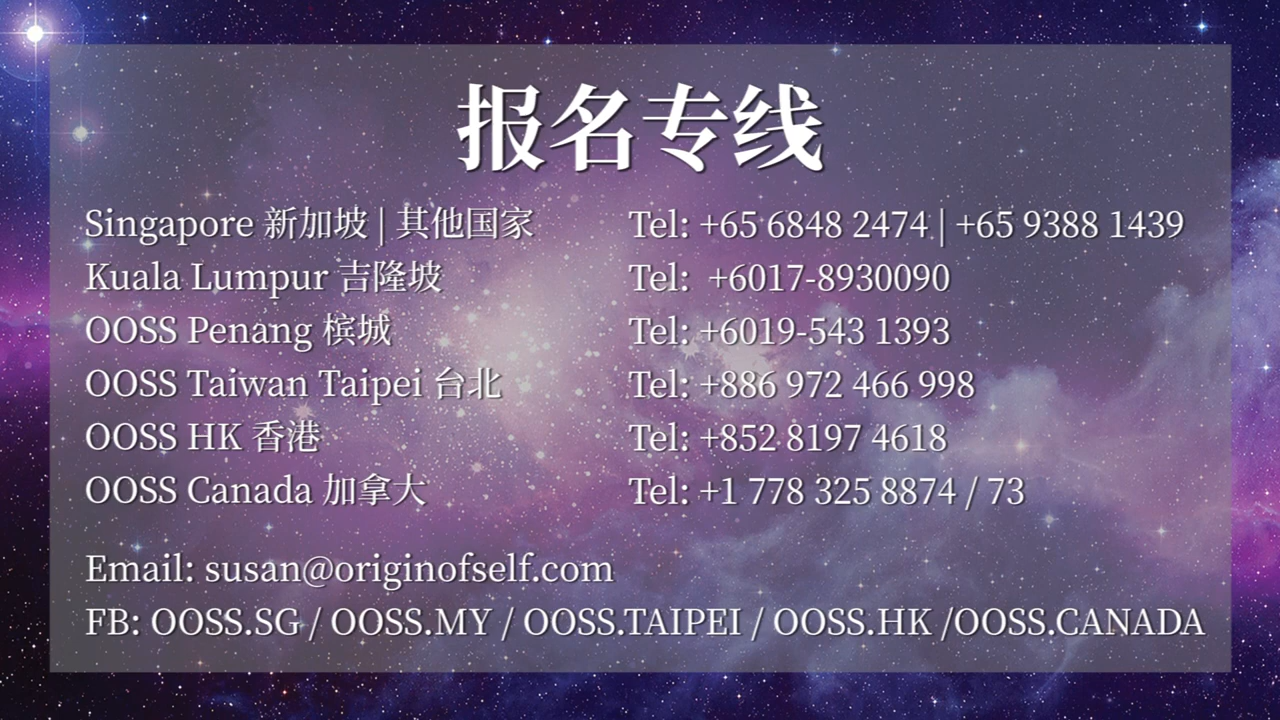 报名专线
Singapore 新加坡 | 其他国家 Tel: +65 6848 2474 | +65 9388 1439
Kuala Lumpur 吉隆坡 Tel: +6017-8930090
OOSS Penang 槟城 Tel: +6019-543 1393
OOSS Taiwan Taipei 台北 Tel: +886 972 466 998
OOSS HK 香港 Tel: +852 8197 4618
OOSS Canada 加拿大 Tel: +1 778 325 8874 / 73
Email: susan@originofself.com
FB: OOSS.SG / OOSS.MY / OOSS.TAIPEI / OOSS.HK /OOSS.CANADA